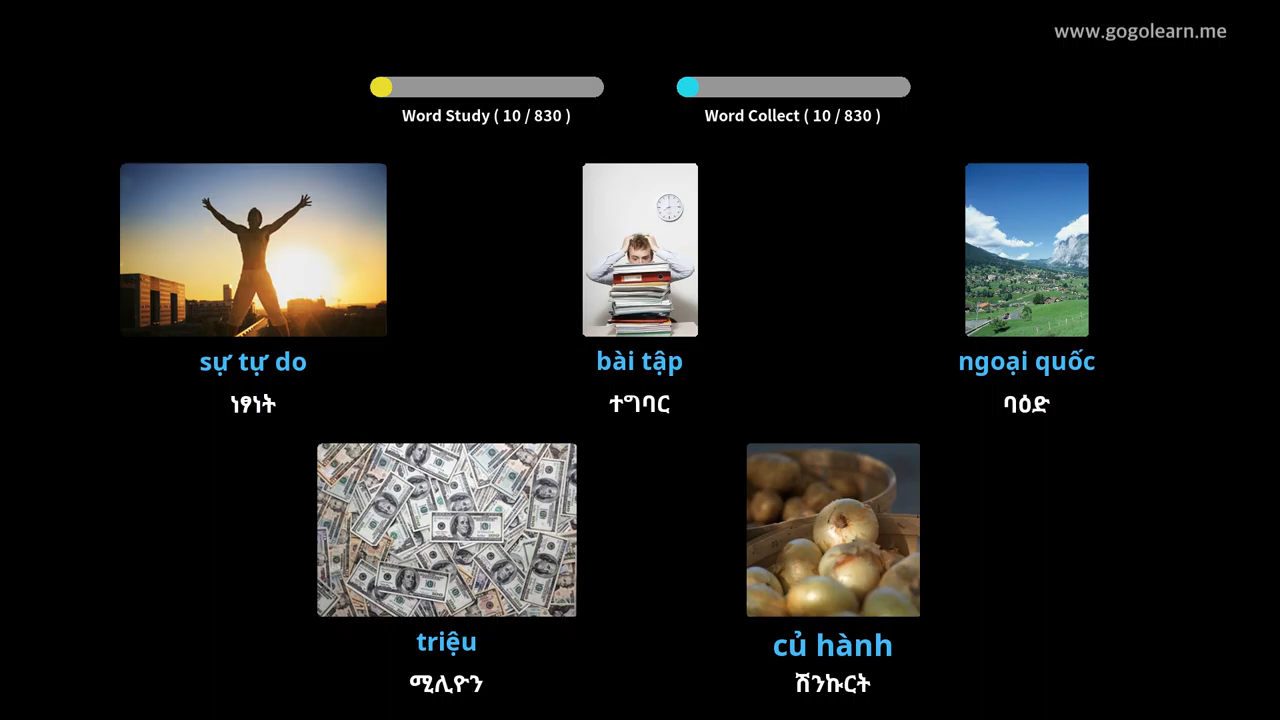 www.gogolearn.me
Word Study ( 10 / 830 )
Word Collect ( 10 / 830 )
sự tự do
bài tập
ngoại quốc
ነፃነት
ተግባር
ባዕድ
triệu
củ hành
ሚሊዮን
ሽንኩርት